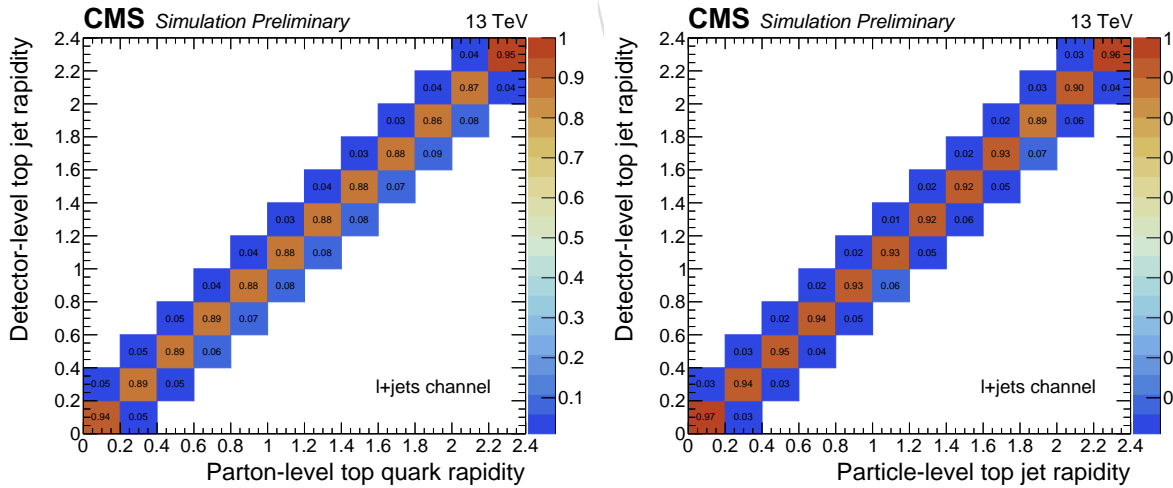 CMS Simulation Preliminary 13 TeV
Detector-level top jet rapidity
2.4
2.2
2
1.8
1.6
1.4
1.2
1
0.8
0.6
0.4
0.2
0
0.04 0.95
0.04 0.87 0.04
0.03 0.86 0.08
0.03 0.88 0.09
0.04 0.88 0.07
0.03 0.88 0.08
0.04 0.88 0.08
0.04 0.88 0.08
0.05 0.89 0.07
0.05 0.89 0.06
0.05 0.89 0.05
0.94 0.05
l+jets channel
0 0.2 0.4 0.6 0.8 1 1.2 1.4 1.6 1.8 2 2.2 2.4
Parton-level top quark rapidity
1
0.9
0.8
0.7
0.6
0.5
0.4
0.3
0.2
0.1
CMS Simulation Preliminary 13 TeV
Detector-level top jet rapidity
2.4
2.2
2
1.8
1.6
1.4
1.2
1
0.8
0.6
0.4
0.2
0
0.03 0.96
0.03 0.90 0.04
0.02 0.89 0.06
0.02 0.93 0.07
0.02 0.92 0.05
0.01 0.92 0.06
0.02 0.93 0.05
0.02 0.93 0.06
0.02 0.94 0.05
0.03 0.95 0.04
0.03 0.94 0.03
0.97 0.03
l+jets channel
0 0.2 0.4 0.6 0.8 1 1.2 1.4 1.6 1.8 2 2.2 2.4
Particle-level top jet rapidity
1
0
0
0
0
0
0
0
0
0